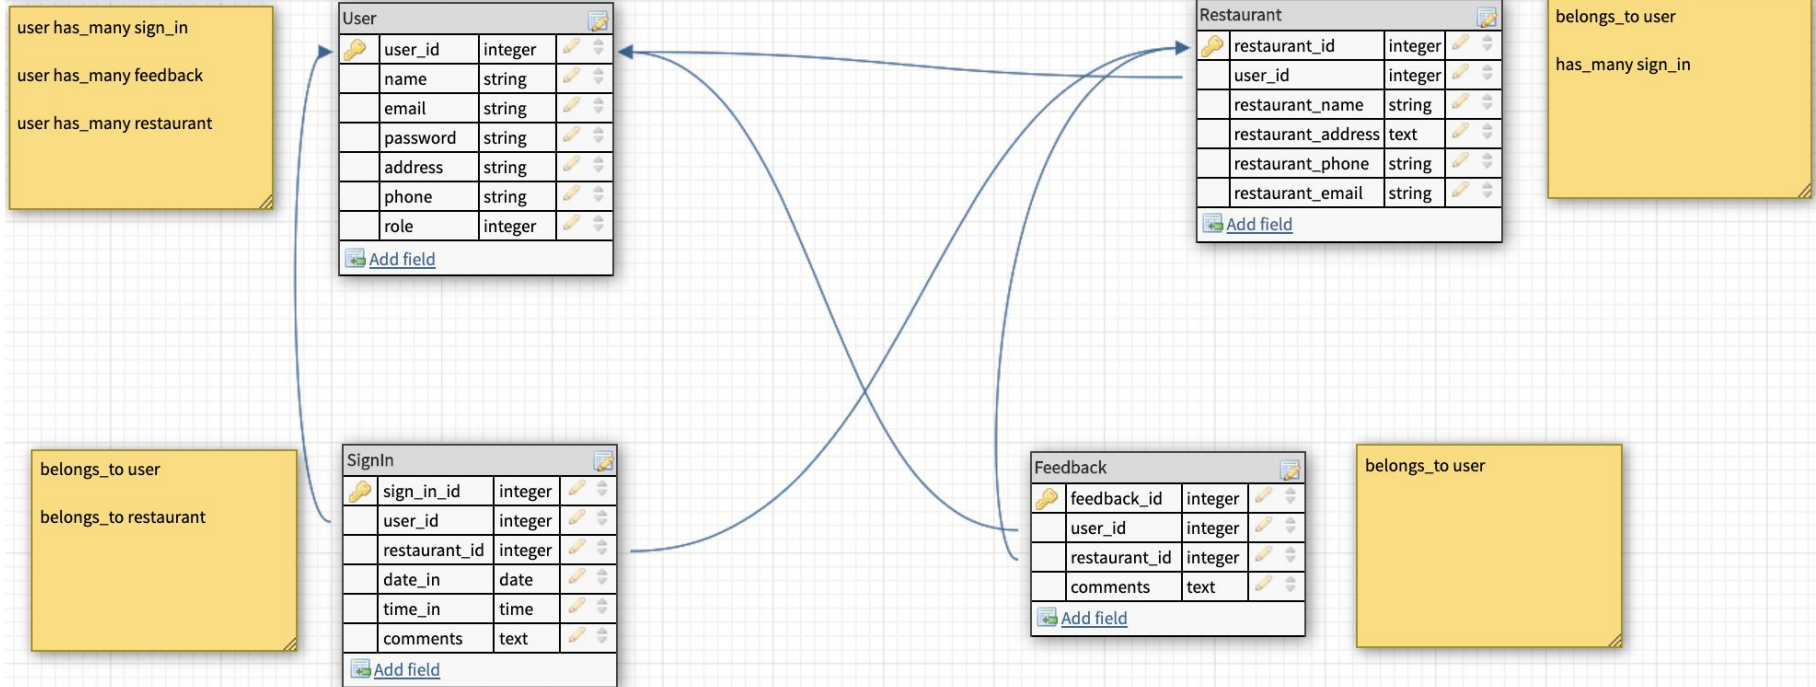 user has_many sign_in
user has_many feedback
user has_many restaurant
User
user_id integer
name string
email string
password string
address string
phone string
role integer
Add field
Restaurant
restaurant_id integer
user_id integer
restaurant_name string
restaurant_address text
restaurant_phone string
restaurant_email string
Add field
belongs_to user
has_many sign_in
belongs_to user
belongs_to restaurant
SignIn
sign_in_id integer
user_id integer
restaurant_id integer
date_in date
time_in time
comments text
Add field
Feedback
feedback_id integer
user_id integer
restaurant_id integer
comments text
Add field
belongs_to user